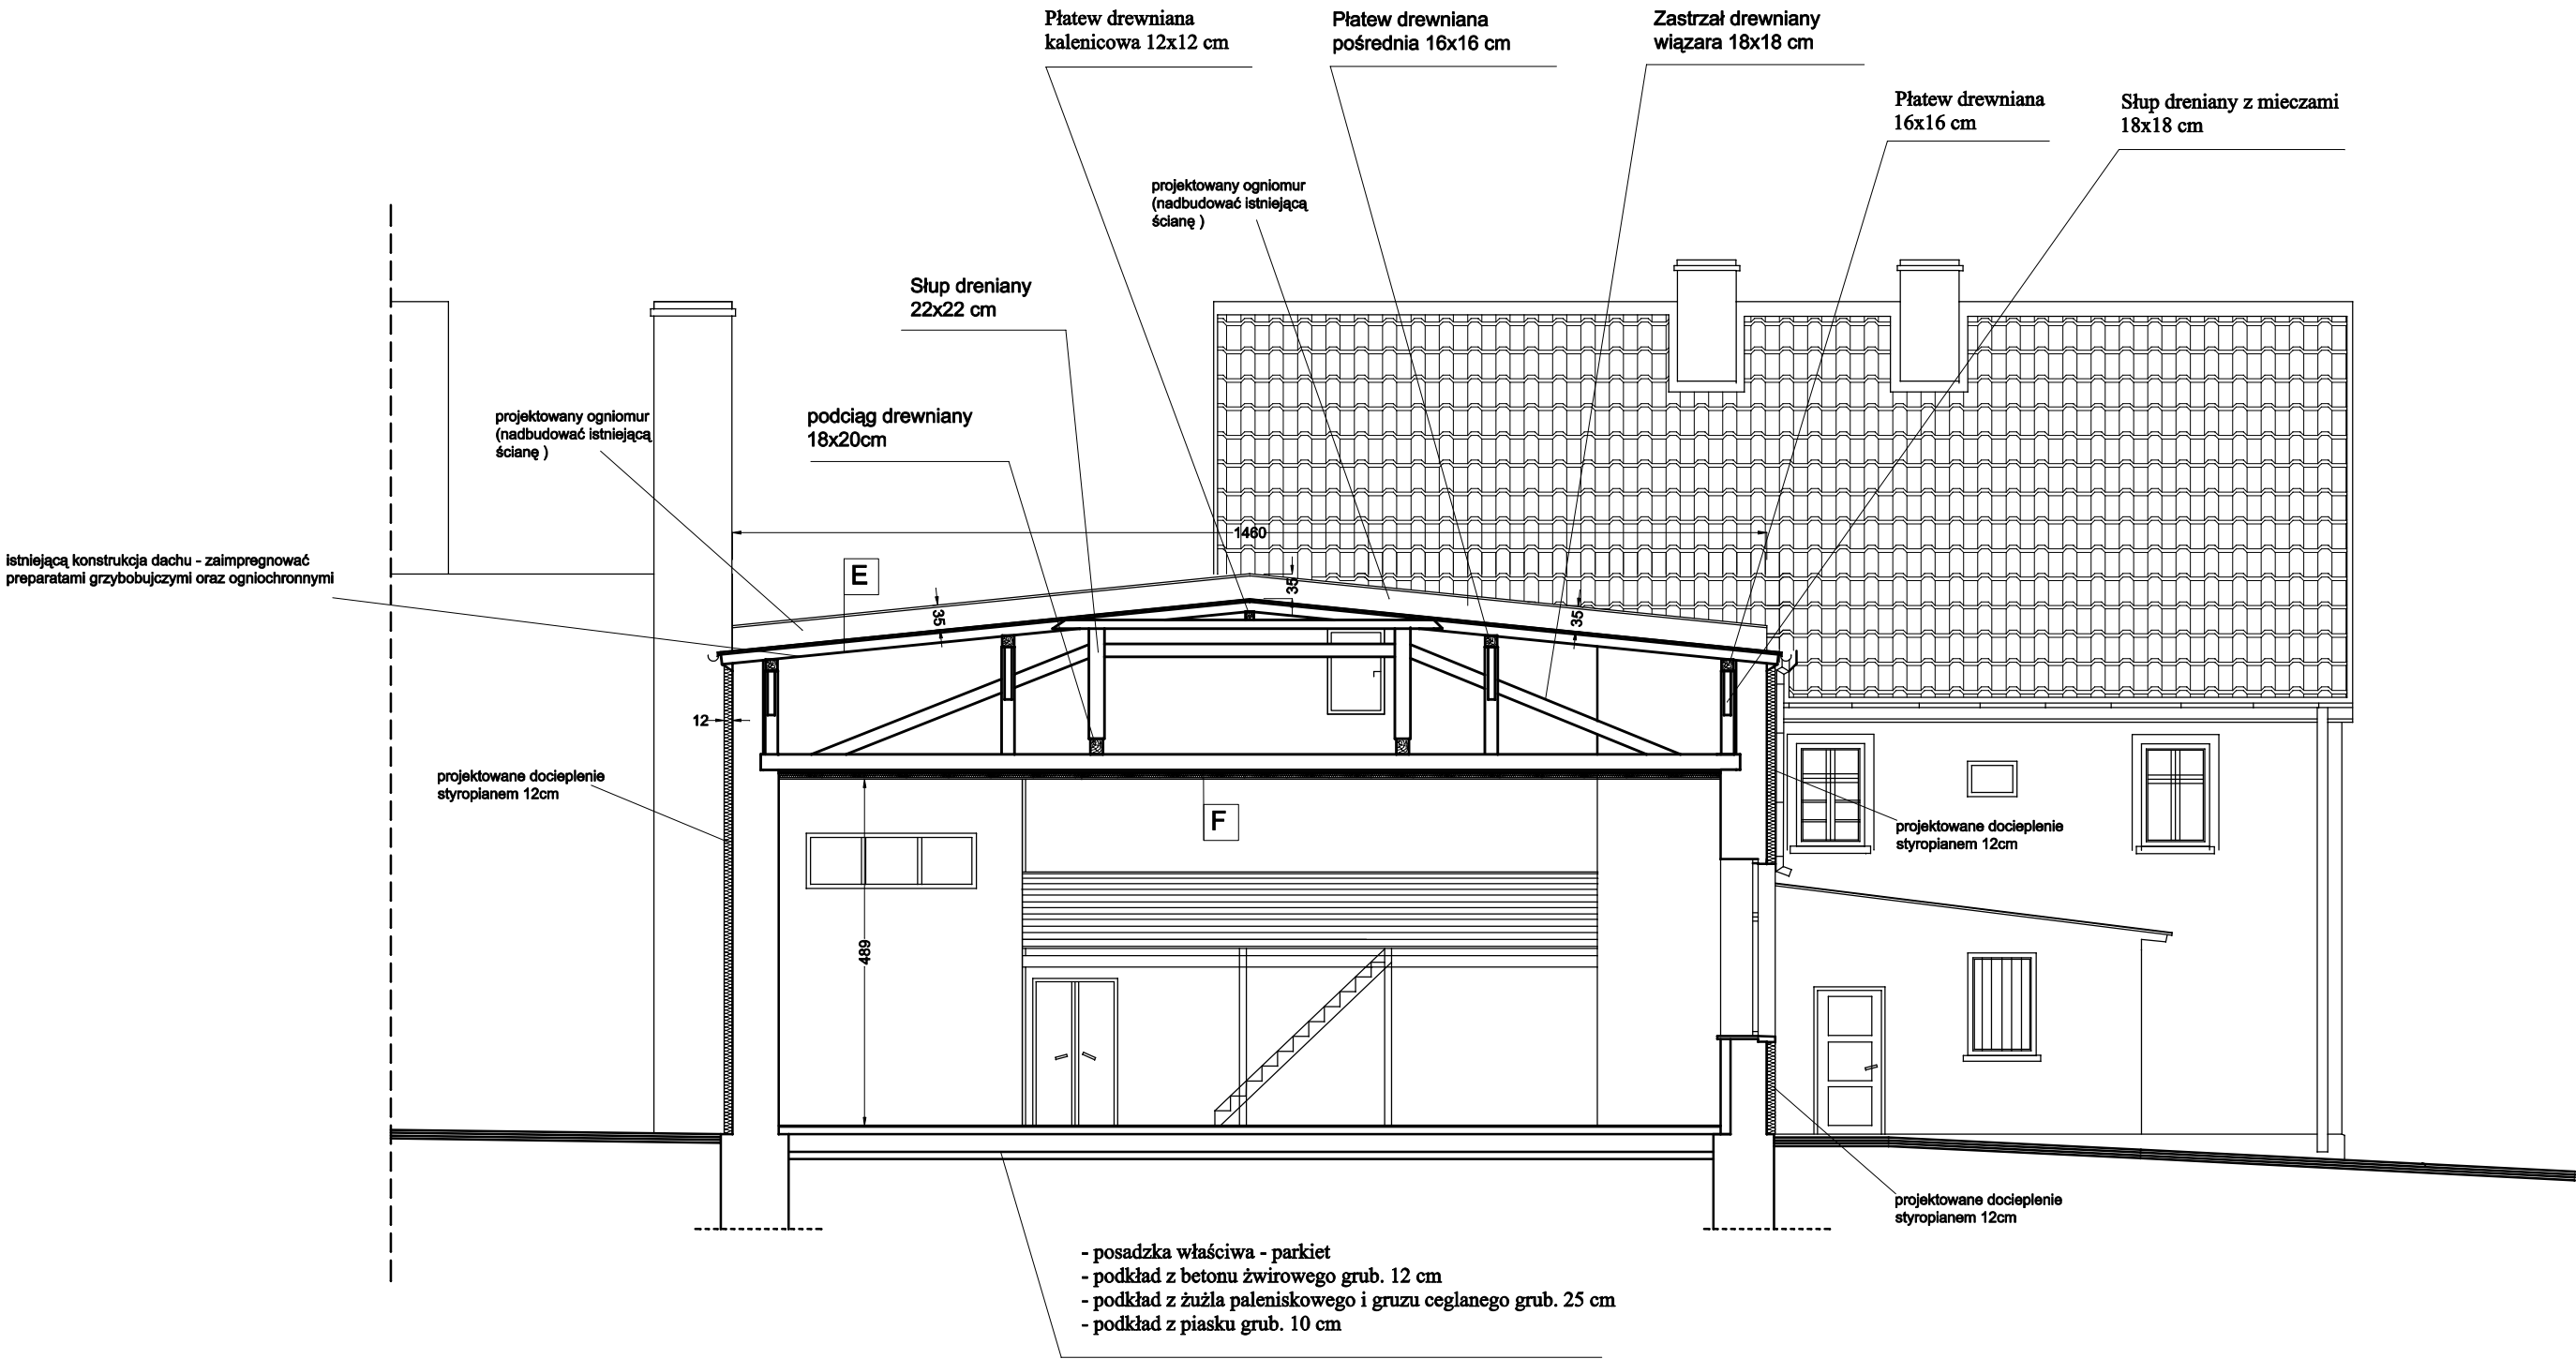 Płatew drewniana
kalenicowa 12x12 cm
Płatew drewniana
pośrednia 16x16 cm
Zastrzał drewniany
wiązara 18x18 cm
Płatew drewniana
16x16 cm
Słup dreniany z mieczami
18x18 cm
projektowany ogniomur
(nadbudować istniejącą
ścianę )
Słup dreniany
22x22 cm
podciąg drewniany
18x20cm
projektowany ogniomur
(nadbudować istniejącą
ścianę )
1460
istniejącą konstrukcja dachu - zaimpregnować
preparatami grzybobujczymi oraz ogniochronnymi
E
35
35
35
12
projektowane docieplenie
styropianem 12cm
F
projektowane docieplenie
styropianem 12cm
489
projektowane docieplenie
styropianem 12cm
- posadzka właściwa - parkiet
- podkład z betonu żwirowego grub. 12 cm
- podkład z żużla paleniskowego i gruzu ceglanego grub. 25 cm
- podkład z piasku grub. 10 cm